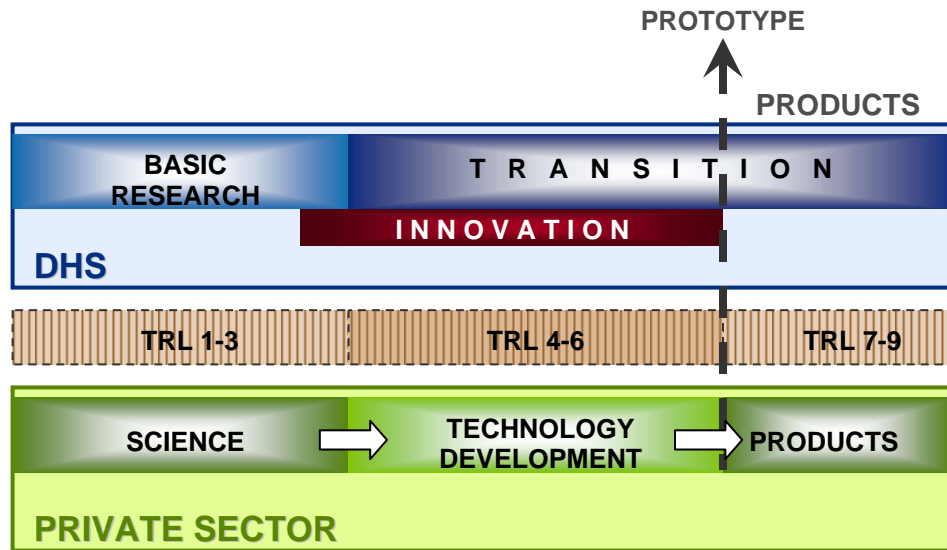 PROTOTYPE
PRODUCTS
BASIC
RESEARCH
T R A N S I T I O N
I N N O V A T I O N
DHS
TRL 1-3
TRL 4-6
TRL 7-9
SCIENCE
TECHNOLOGY
DEVELOPMENT
PRODUCTS
PRIVATE SECTOR